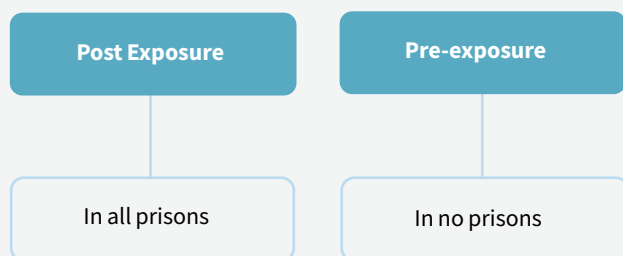 Post Exposure
Pre-exposure
In all prisons
In no prisons